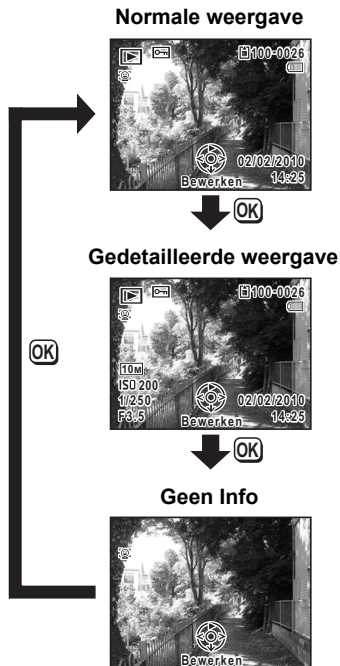 Normale weergave
100-0026
02/02/2010
14:25
Bewerken
OK
Gedetailleerde weergave
100-0026
10M
ISO 200
1/250
F3.5
02/02/2010
14:25
Bewerken
OK
OK
Geen Info
Bewerken